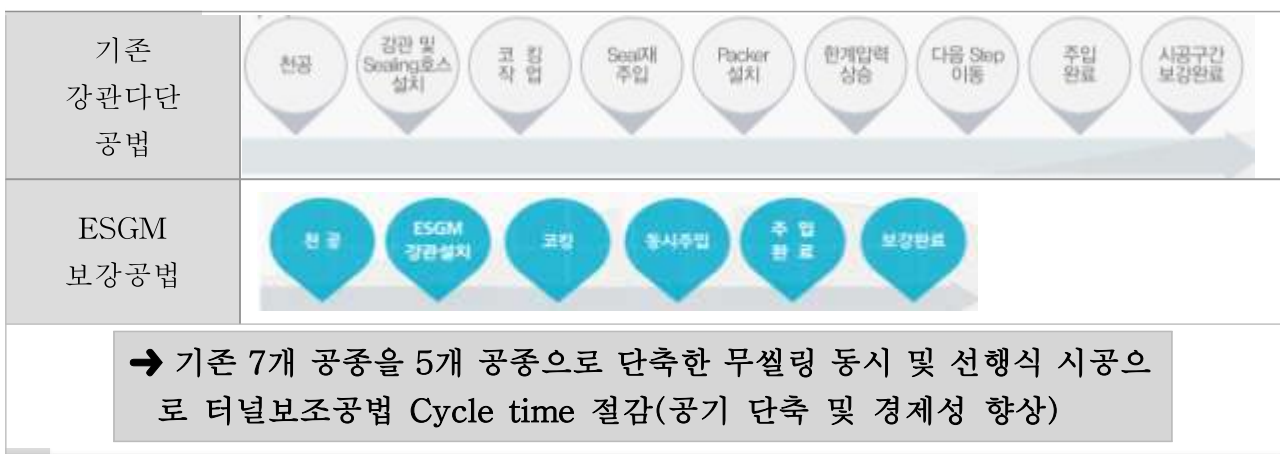 기존
강관다단
공법
천공
강관 및
Sealing호스
설치
코 킹
작 업
Seal재
주입
Packer
설치
한계압력
상승
다음 Step
이동
주입
완료
시공구간
보강완료
ESGM
보강공법
천 공
ESGM
강관설치
코킹
동시주입
주 입
완 료
보강완료
➜ 기존 7개 공종을 5개 공종으로 단축한 무씰링 동시 및 선행식 시공으
로 터널보조공법 Cycle time 절감(공기 단축 및 경제성 향상)